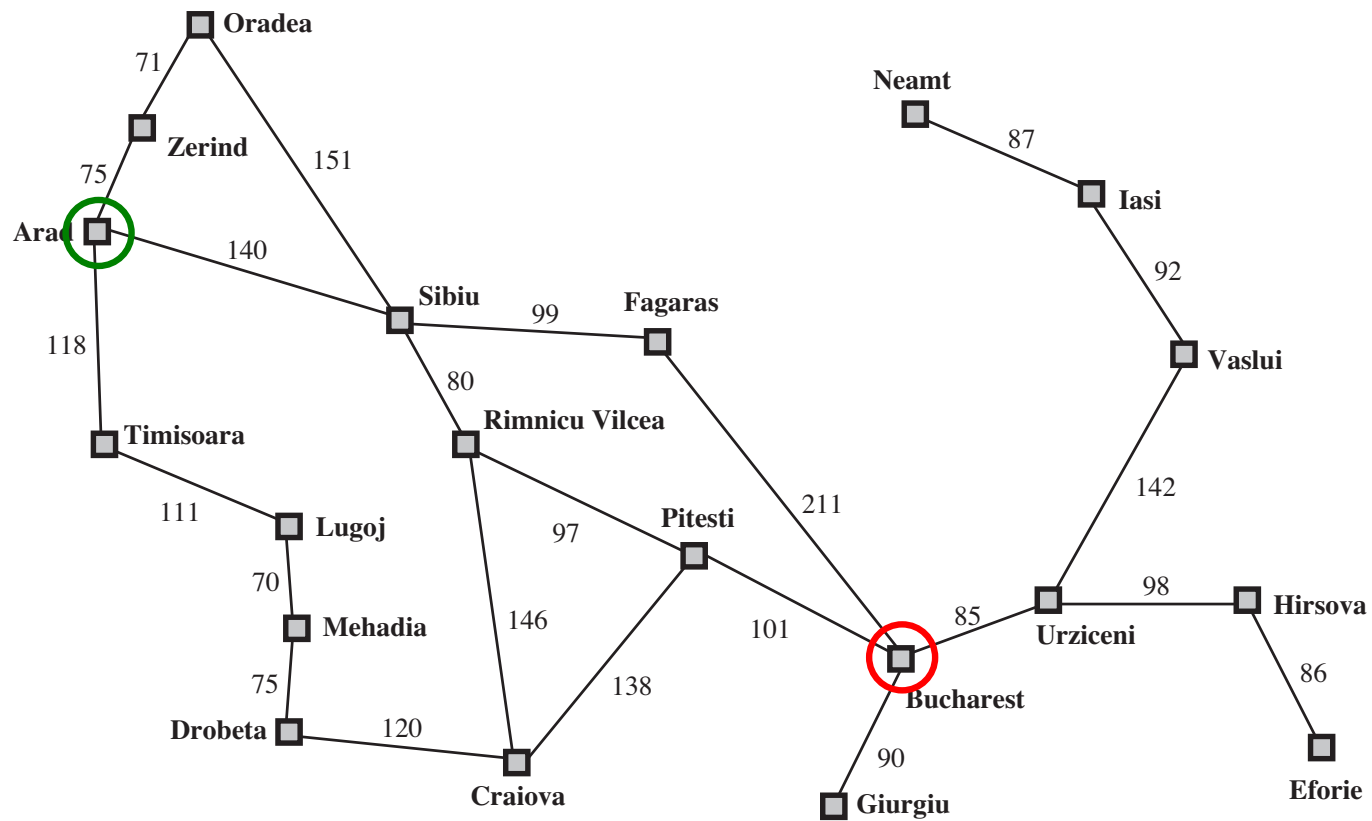 Oradea
71
Neamt
87
Zerind
151
75
Iasi
Arad
140
92
Sibiu
Fagaras
99
118
Vaslui
80
Rimnicu Vilcea
Timisoara
142
211
111
Pitesti
Lugoj
97
70
98
Hirsova
85
Mehadia
146
101
Urziceni
75
138
86
Bucharest
Drobeta
120
90
Craiova
Giurgiu
Eforie